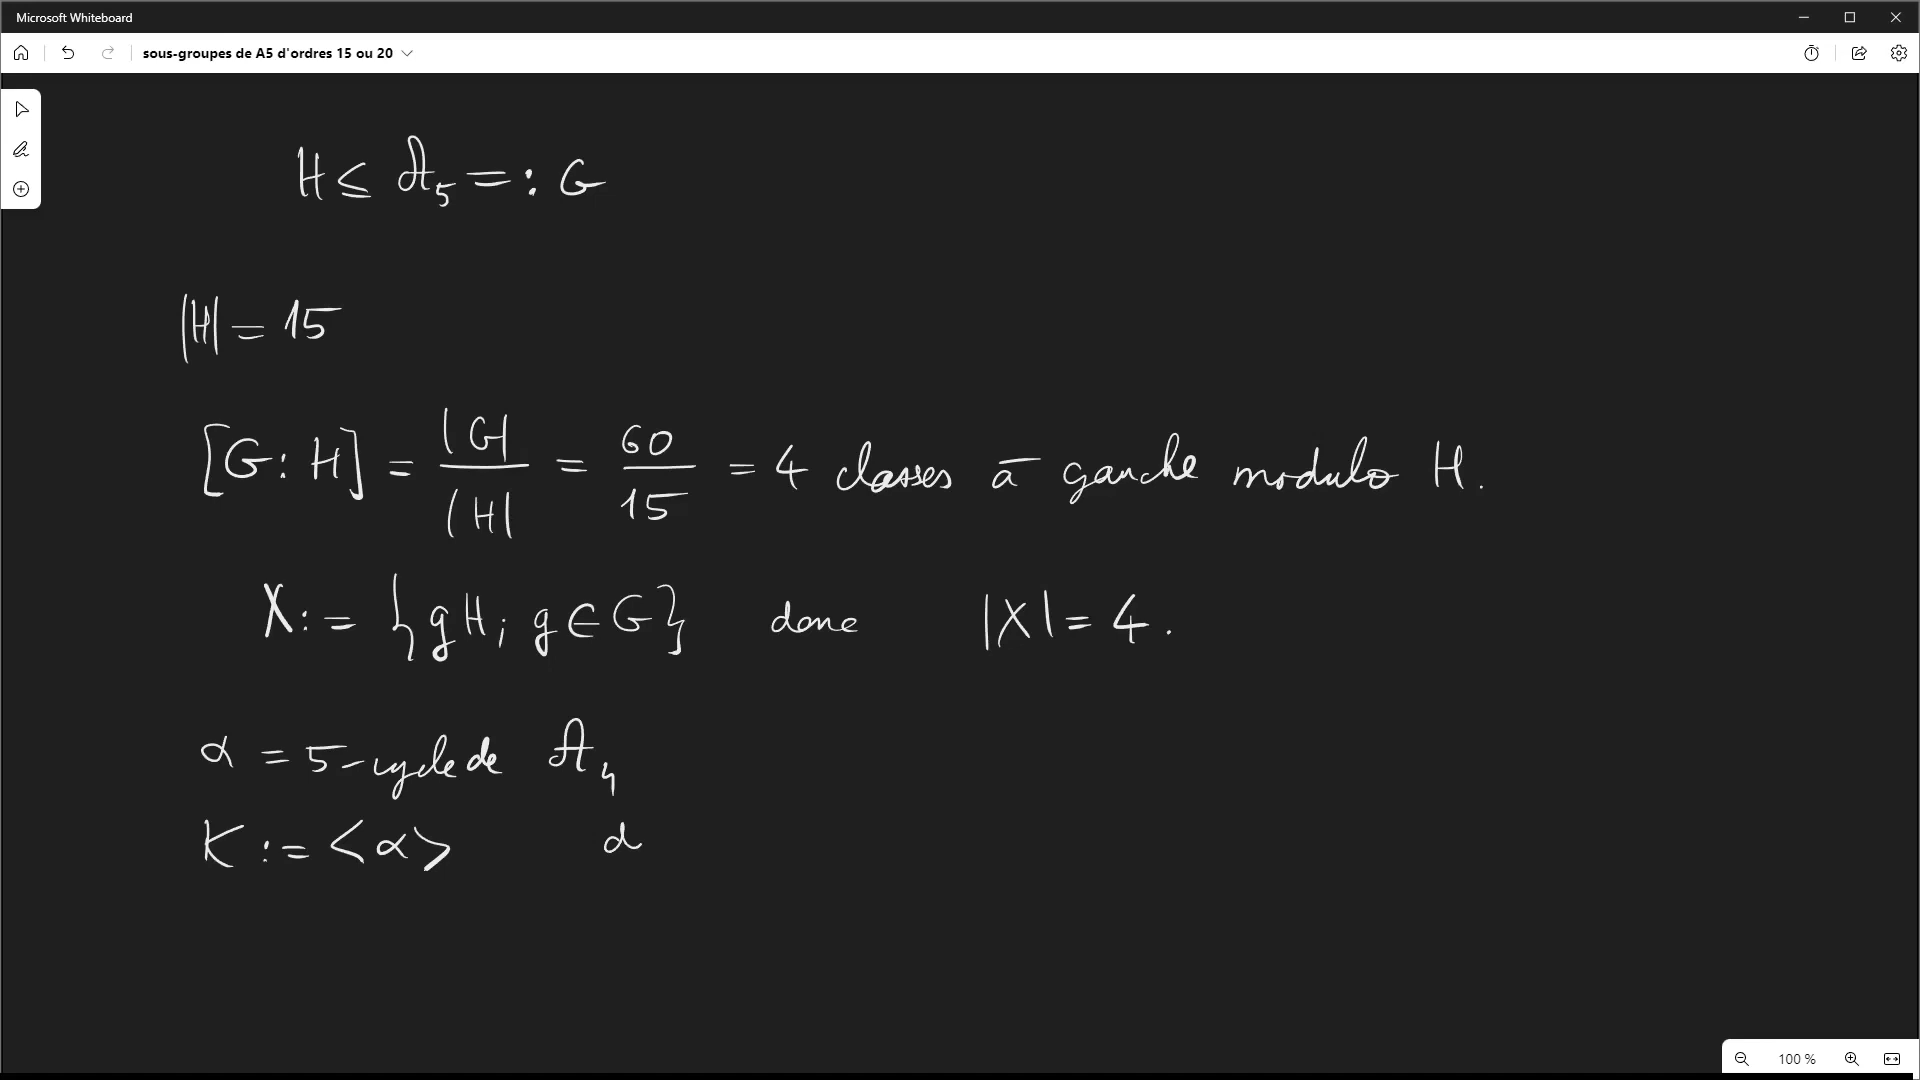 Microsoft Whiteboard
sous-groupes de A5 d'ordres 15 ou 20
H ≤ 𝒜₅ =: G
|H| = 15
[G : H] = |G| / |H| = 60 / 15 = 4 classes à gauche modulo H.
X := {gH ; g ∈ G} donc |X| = 4.
α = 5-cycle de 𝒜₄
K := <α> α
100 %